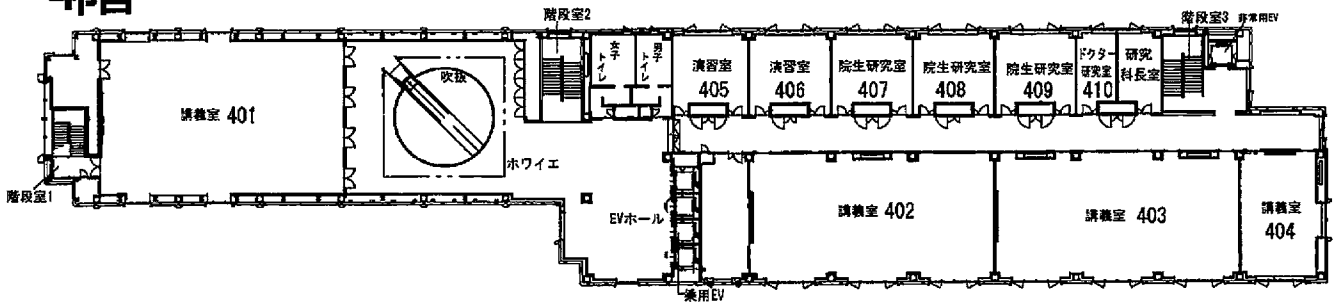 階段室2
階段室3
非常用EV
女子
トイレ
男子
トイレ
吹抜
演習室
405
演習室
406
院生研究室
407
院生研究室
408
院生研究室
409
ドクター
研究室
410
研究
科長室
講義室 401
ホワイエ
階段室1
EVホール
講義室 402
講義室 403
講義室
404
乗用EV